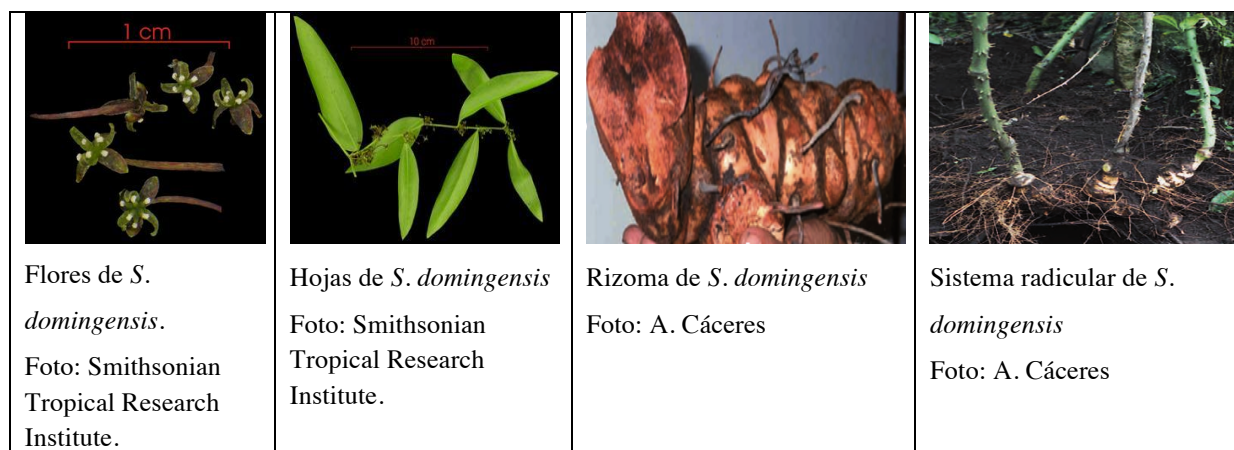 1 cm
10 cm
Flores de S.
domingensis.
Foto: Smithsonian
Tropical Research
Institute.
Hojas de S. domingensis
Foto: Smithsonian
Tropical Research
Institute.
Rizoma de S. domingensis
Foto: A. Cáceres
Sistema radicular de S.
domingensis
Foto: A. Cáceres